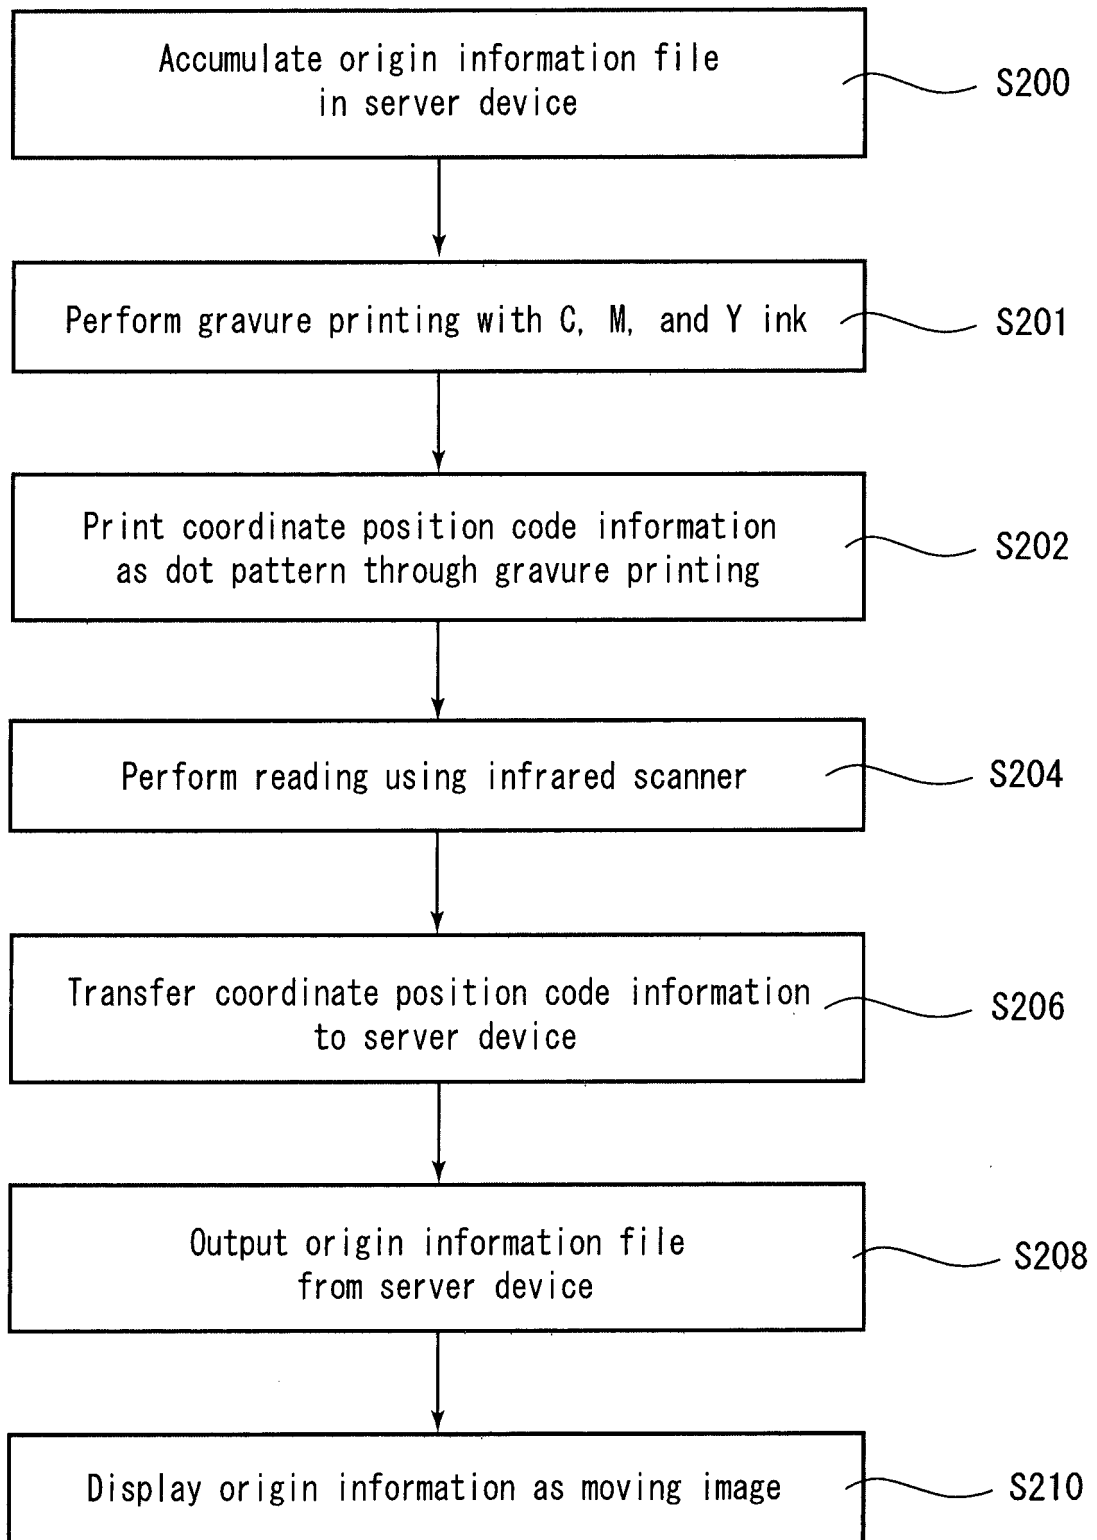 Accumulate origin information file
in server device
S200
Perform gravure printing with C, M, and Y ink
S201
Print coordinate position code information
as dot pattern through gravure printing
S202
Perform reading using infrared scanner
S204
Transfer coordinate position code information
to server device
S206
Output origin information file
from server device
S208
Display origin information as moving image
S210